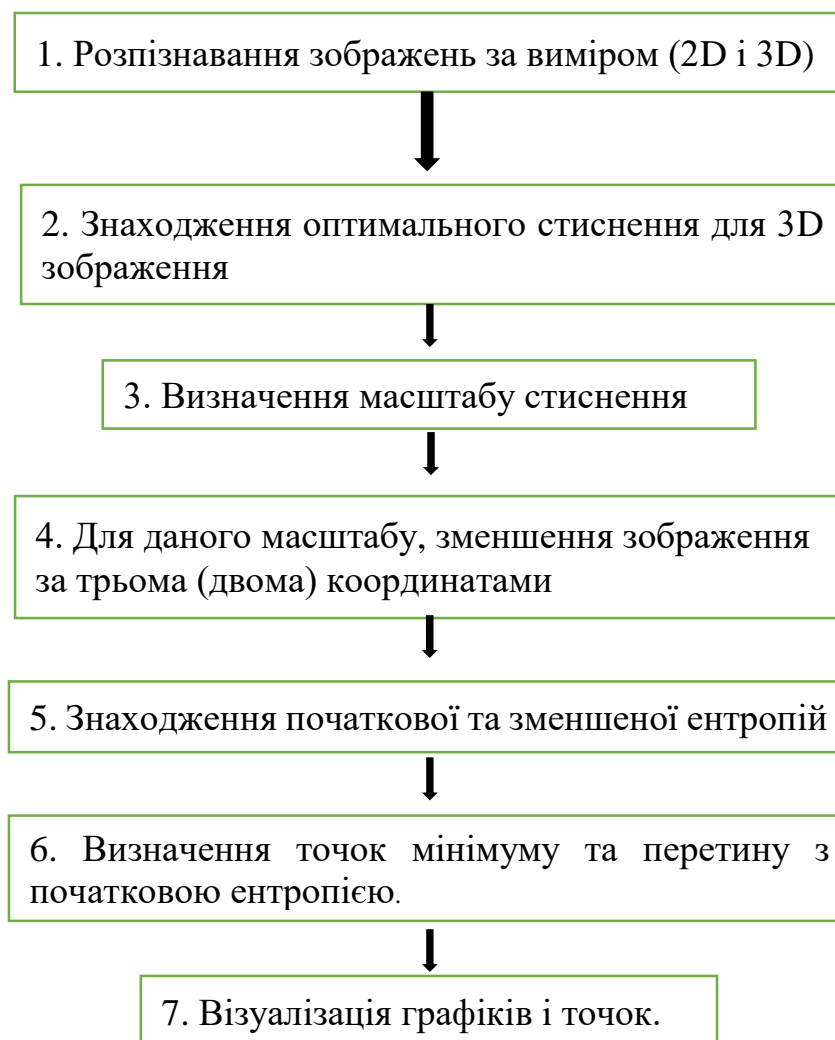 1. Розпізнавання зображень за виміром (2D і 3D)
2. Знаходження оптимального стиснення для 3D
зображення
3. Визначення масштабу стиснення
4. Для даного масштабу, зменшення зображення
за трьома (двома) координатами
5. Знаходження початкової та зменшеної ентропій
6. Визначення точок мінімуму та перетину з
початковою ентропією.
7. Візуалізація графіків і точок.